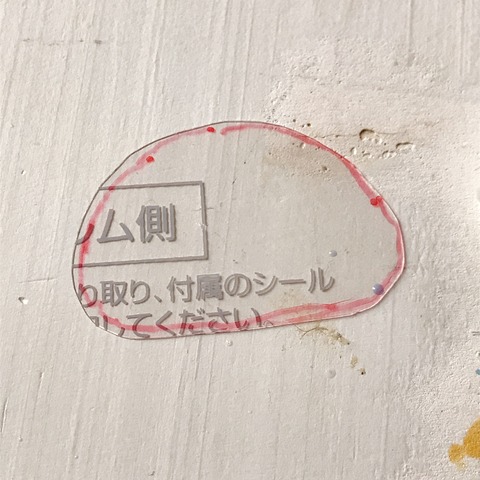 ム側
り取り、付属のシール
してください。